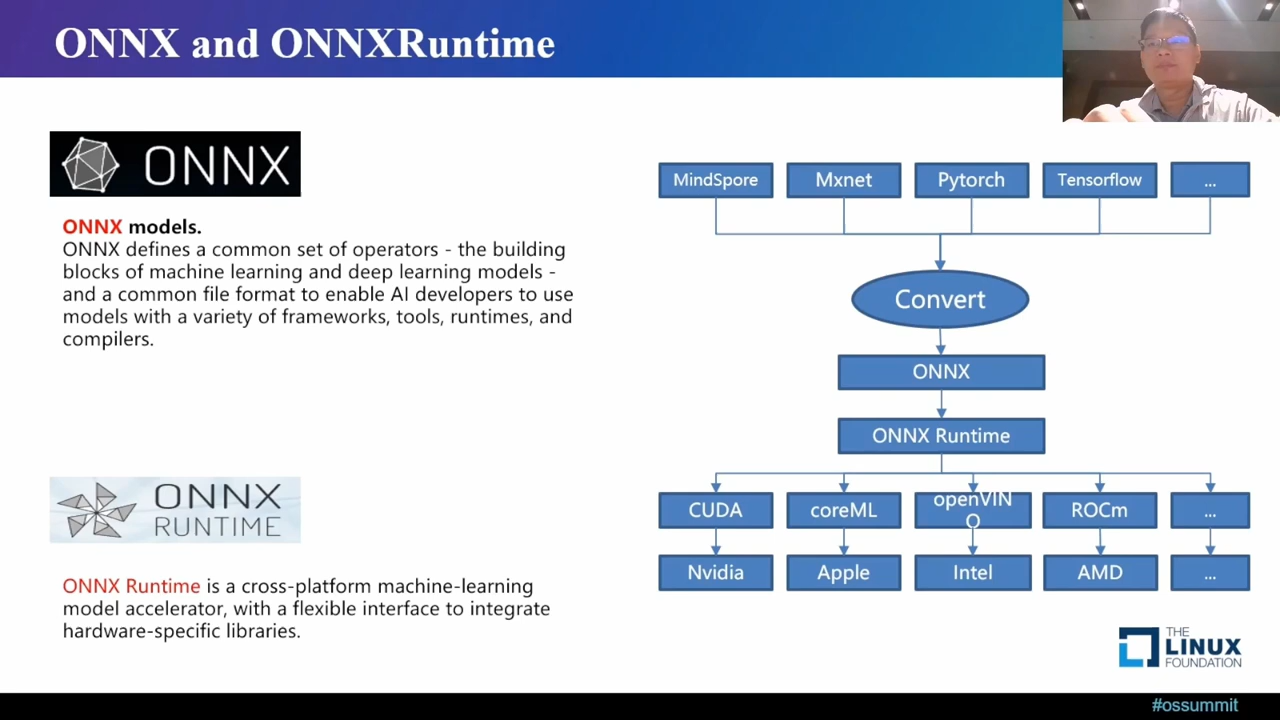 ONNX and ONNXRuntime
ONNX
ONNX models.
ONNX defines a common set of operators - the building
blocks of machine learning and deep learning models -
and a common file format to enable AI developers to use
models with a variety of frameworks, tools, runtimes, and
compilers.
ONNX
RUNTIME
ONNX Runtime is a cross-platform machine-learning
model accelerator, with a flexible interface to integrate
hardware-specific libraries.
MindSpore
Mxnet
Pytorch
Tensorflow
...
Convert
ONNX
ONNX Runtime
CUDA
coreML
openVIN
O
ROCm
...
Nvidia
Apple
Intel
AMD
...
THE
LINUX
FOUNDATION
#ossummit